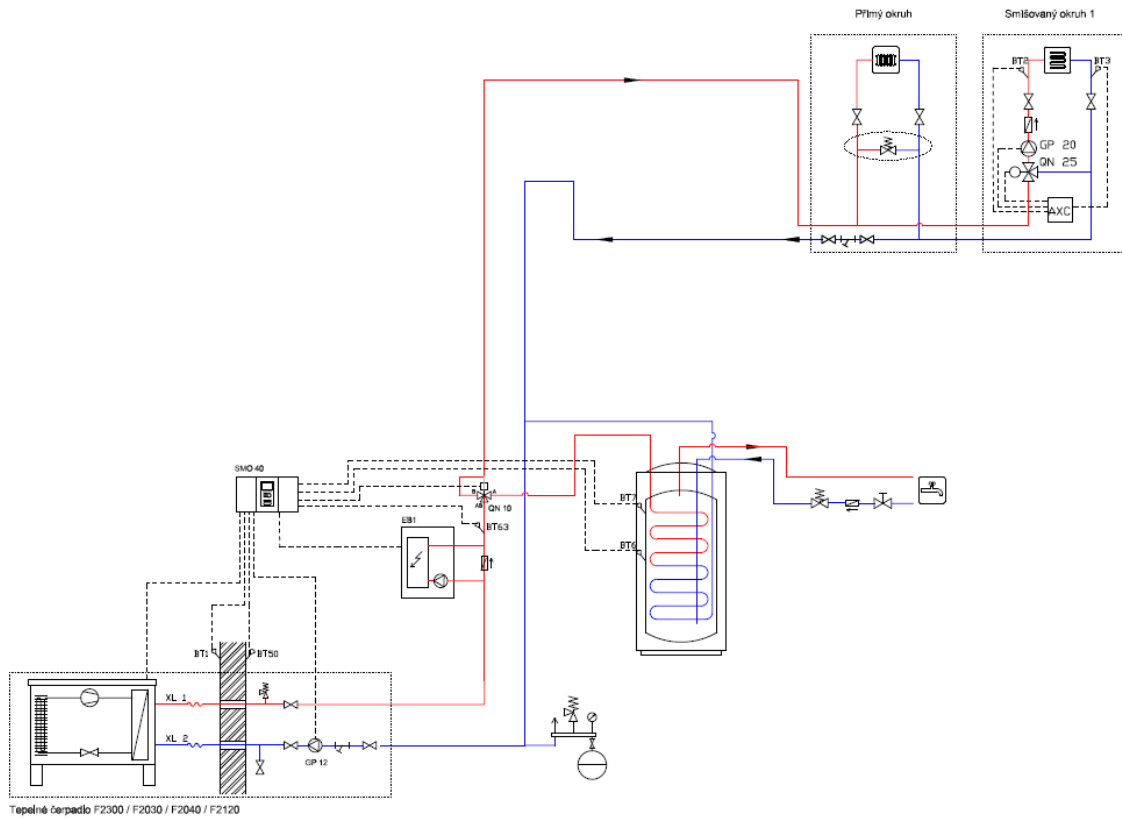 Přímý okruh
Smišovaný okruh 1
BT2
BT3
GP 20
QN 25
AXC
SMO 40
B
A
AB
QN 10
BT63
EB1
BT7
BT6
BT1
BT50
XL 1
XL 2
GP 12
Tepelné čerpadlo F2300 / F2030 / F2040 / F2120